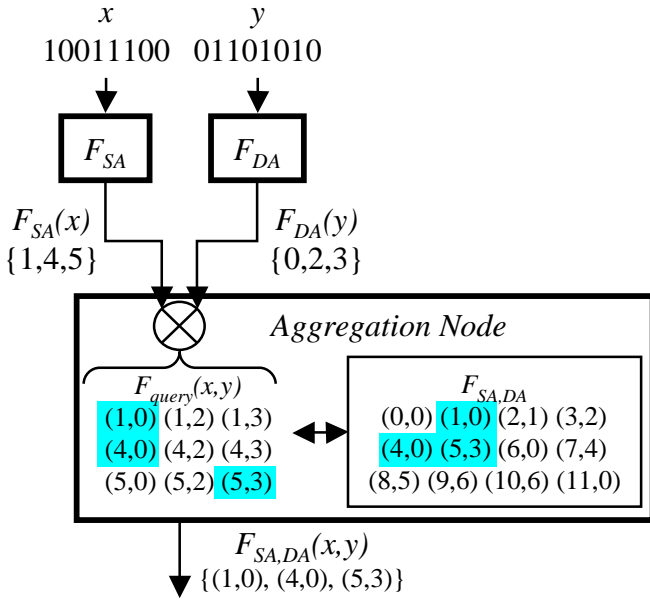 x y
10011100 01101010
F_SA F_DA
F_SA(x) F_DA(y)
{1,4,5} {0,2,3}
Aggregation Node
F_query(x,y) F_SA,DA
(1,0) (1,2) (1,3) (0,0) (1,0) (2,1) (3,2)
(4,0) (4,2) (4,3) (4,0) (5,3) (6,0) (7,4)
(5,0) (5,2) (5,3) (8,5) (9,6) (10,6) (11,0)
F_SA,DA(x,y)
{(1,0), (4,0), (5,3)}